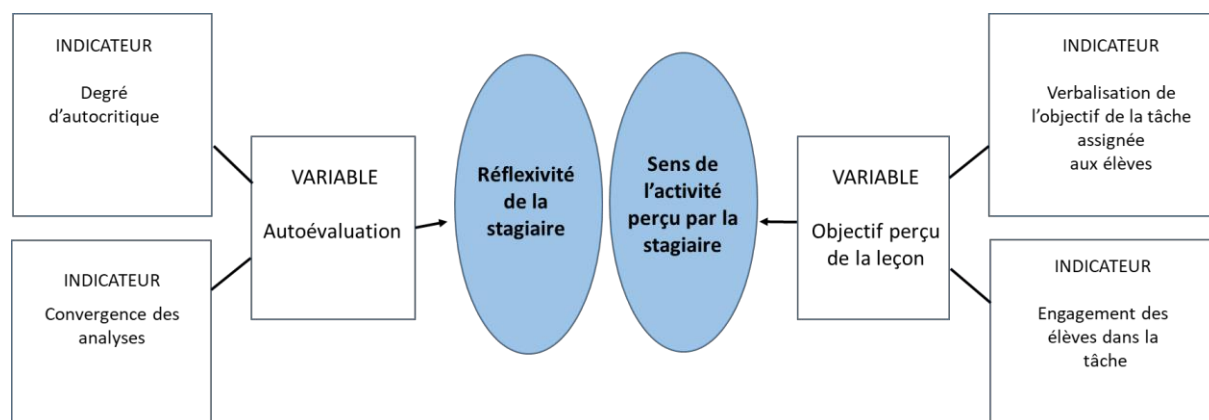 INDICATEUR
Degré
d’autocritique
INDICATEUR
Convergence des
analyses
VARIABLE
Autoévaluation
Réflexivité
de la
stagiaire
Sens de
l’activité
perçu par la
stagiaire
VARIABLE
Objectif perçu
de la leçon
INDICATEUR
Verbalisation de
l’objectif de la tâche
assignée
aux élèves
INDICATEUR
Engagement des
élèves dans la
tâche